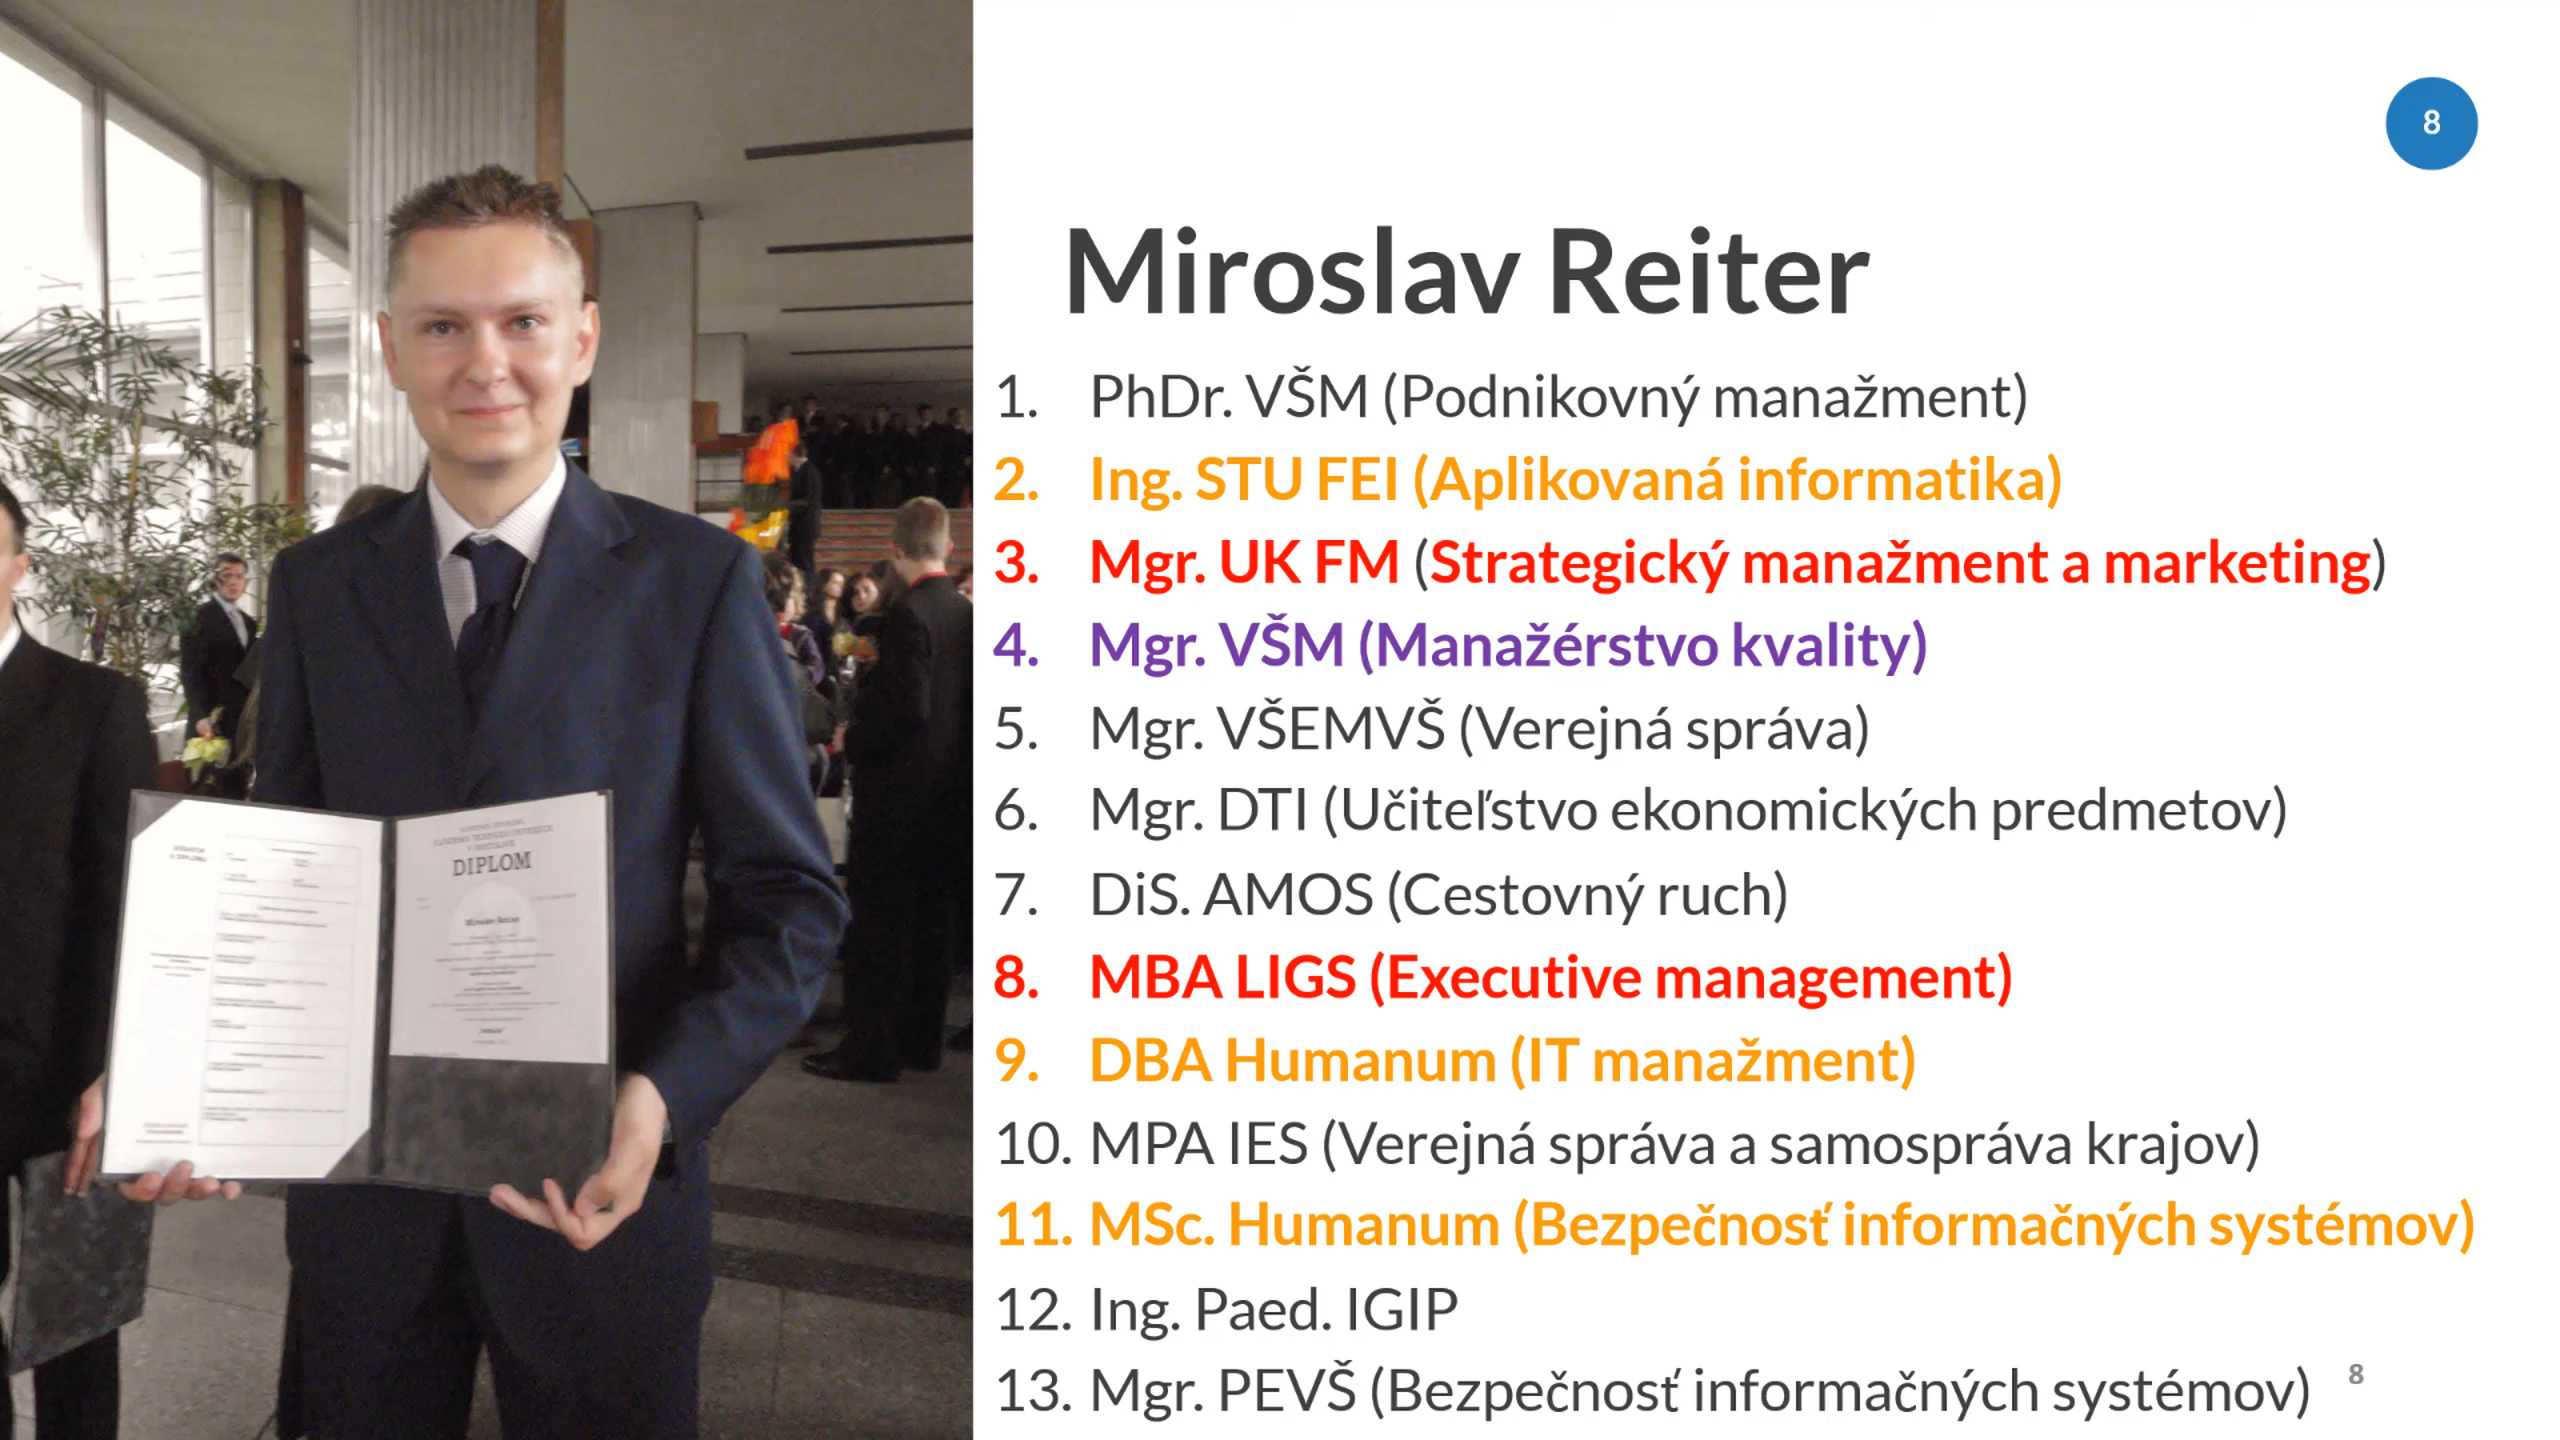 8
Miroslav Reiter
1. PhDr. VŠM (Podnikovný manažment)
2. Ing. STU FEI (Aplikovaná informatika)
3. Mgr. UK FM (Strategický manažment a marketing)
4. Mgr. VŠM (Manažérstvo kvality)
5. Mgr. VŠEMVŠ (Verejná správa)
6. Mgr. DTI (Učiteľstvo ekonomických predmetov)
7. DiS. AMOS (Cestovný ruch)
8. MBA LIGS (Executive management)
9. DBA Humanum (IT manažment)
10. MPA IES (Verejná správa a samospráva krajov)
11. MSc. Humanum (Bezpečnosť informačných systémov)
12. Ing. Paed. IGIP
13. Mgr. PEVŠ (Bezpečnosť informačných systémov)
8
DIPLOM
Miroslav Reiter